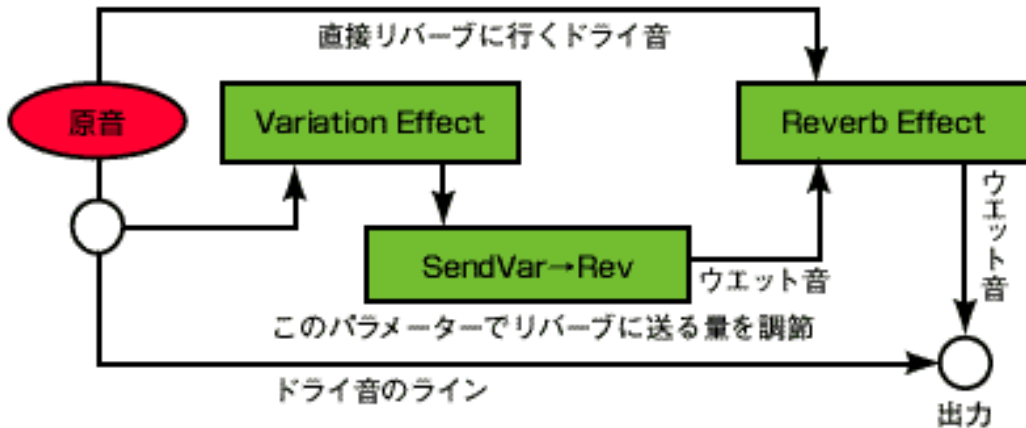 直接リバーブに行くドライ音
原音
Variation Effect
Reverb Effect
SendVar→Rev
ウエット音
ウエット音
このパラメーターでリバーブに送る量を調節
ドライ音のライン
出力